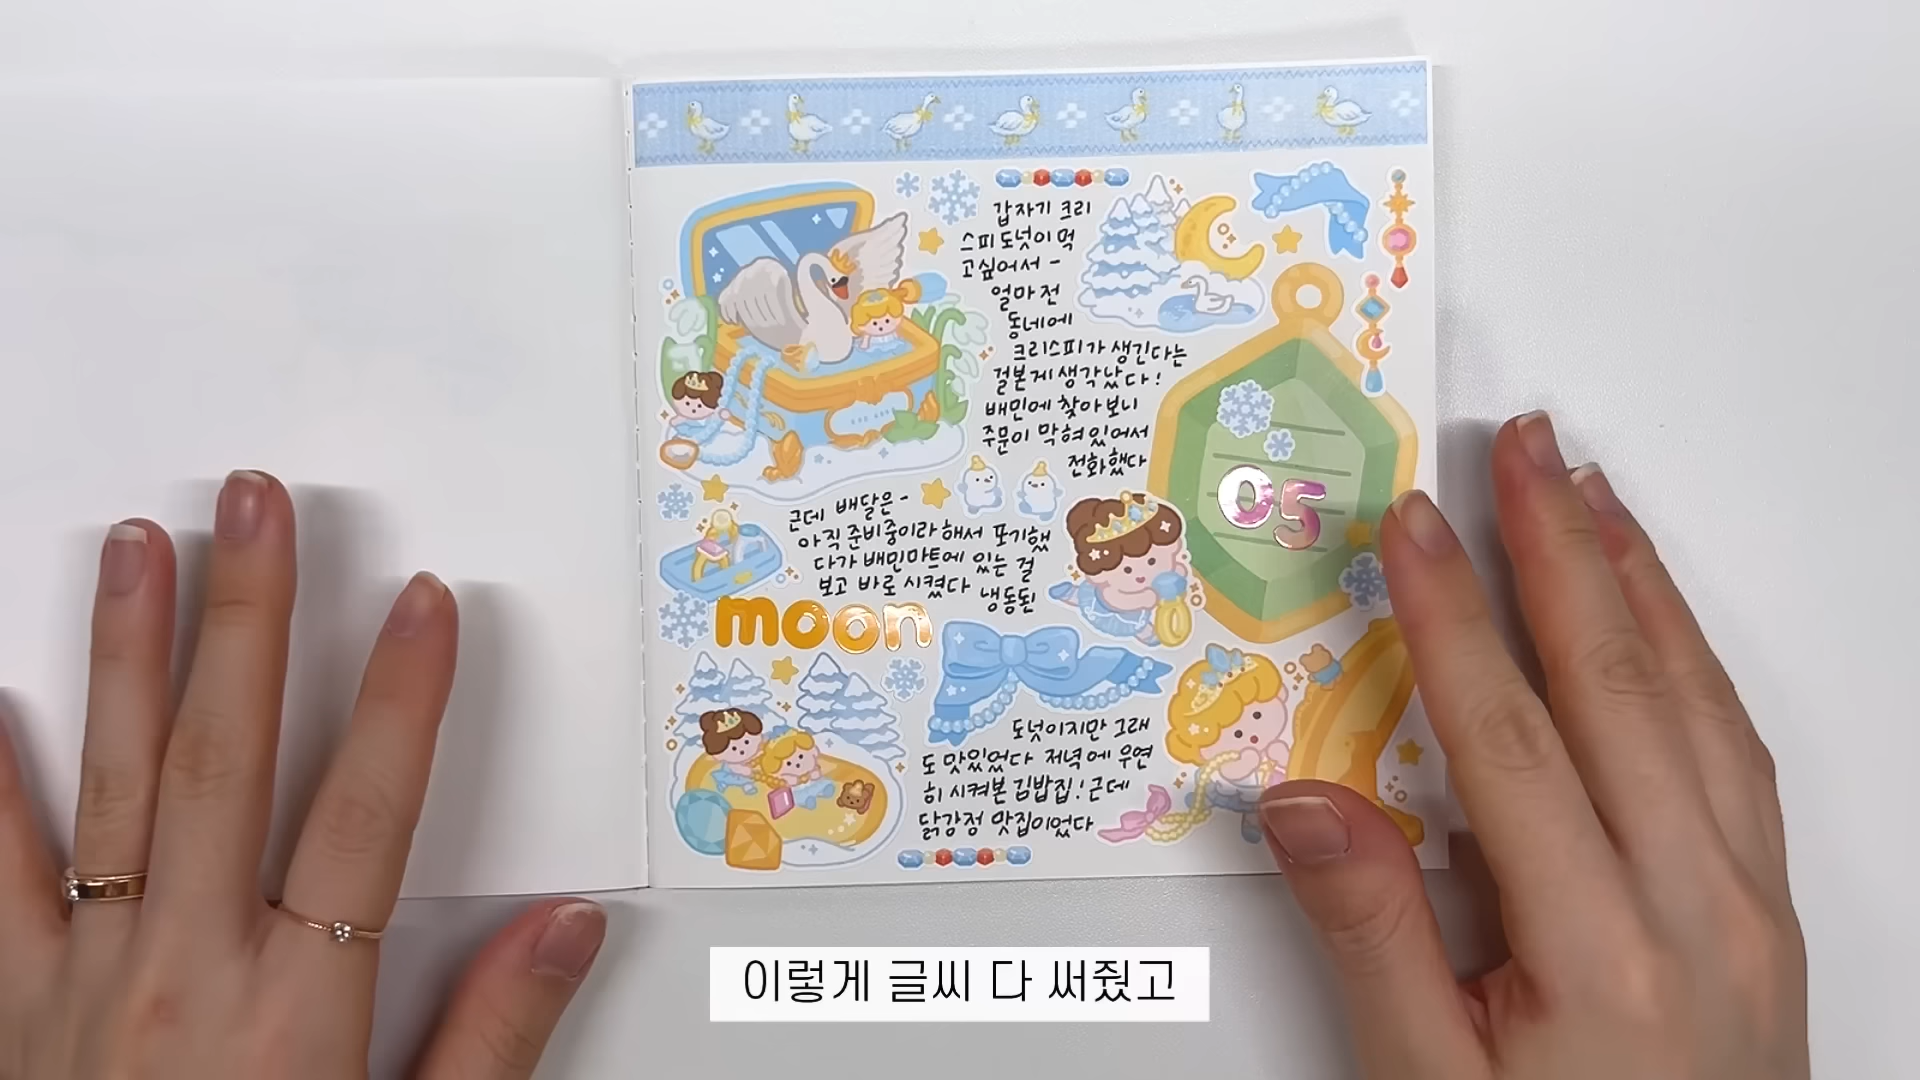 갑자기 크리
스피도넛이 먹
고싶어서 -
얼마전
동네에
크리스피가 생긴다는
걸본게 생각났다!
배민에 찾아보니
주문이 막혀있어서
전화했다
05
근데 배달은 -
아직 준비중이라 해서 포기했
다가 배민마트에 있는 걸
보고 바로 시켰다 냉동된
moon
도넛이지만 그래
도 맛있었다 저녁에 우연
히 시켜본 김밥집! 근데
닭강정 맛집이었다
이렇게 글씨 다 써줬고